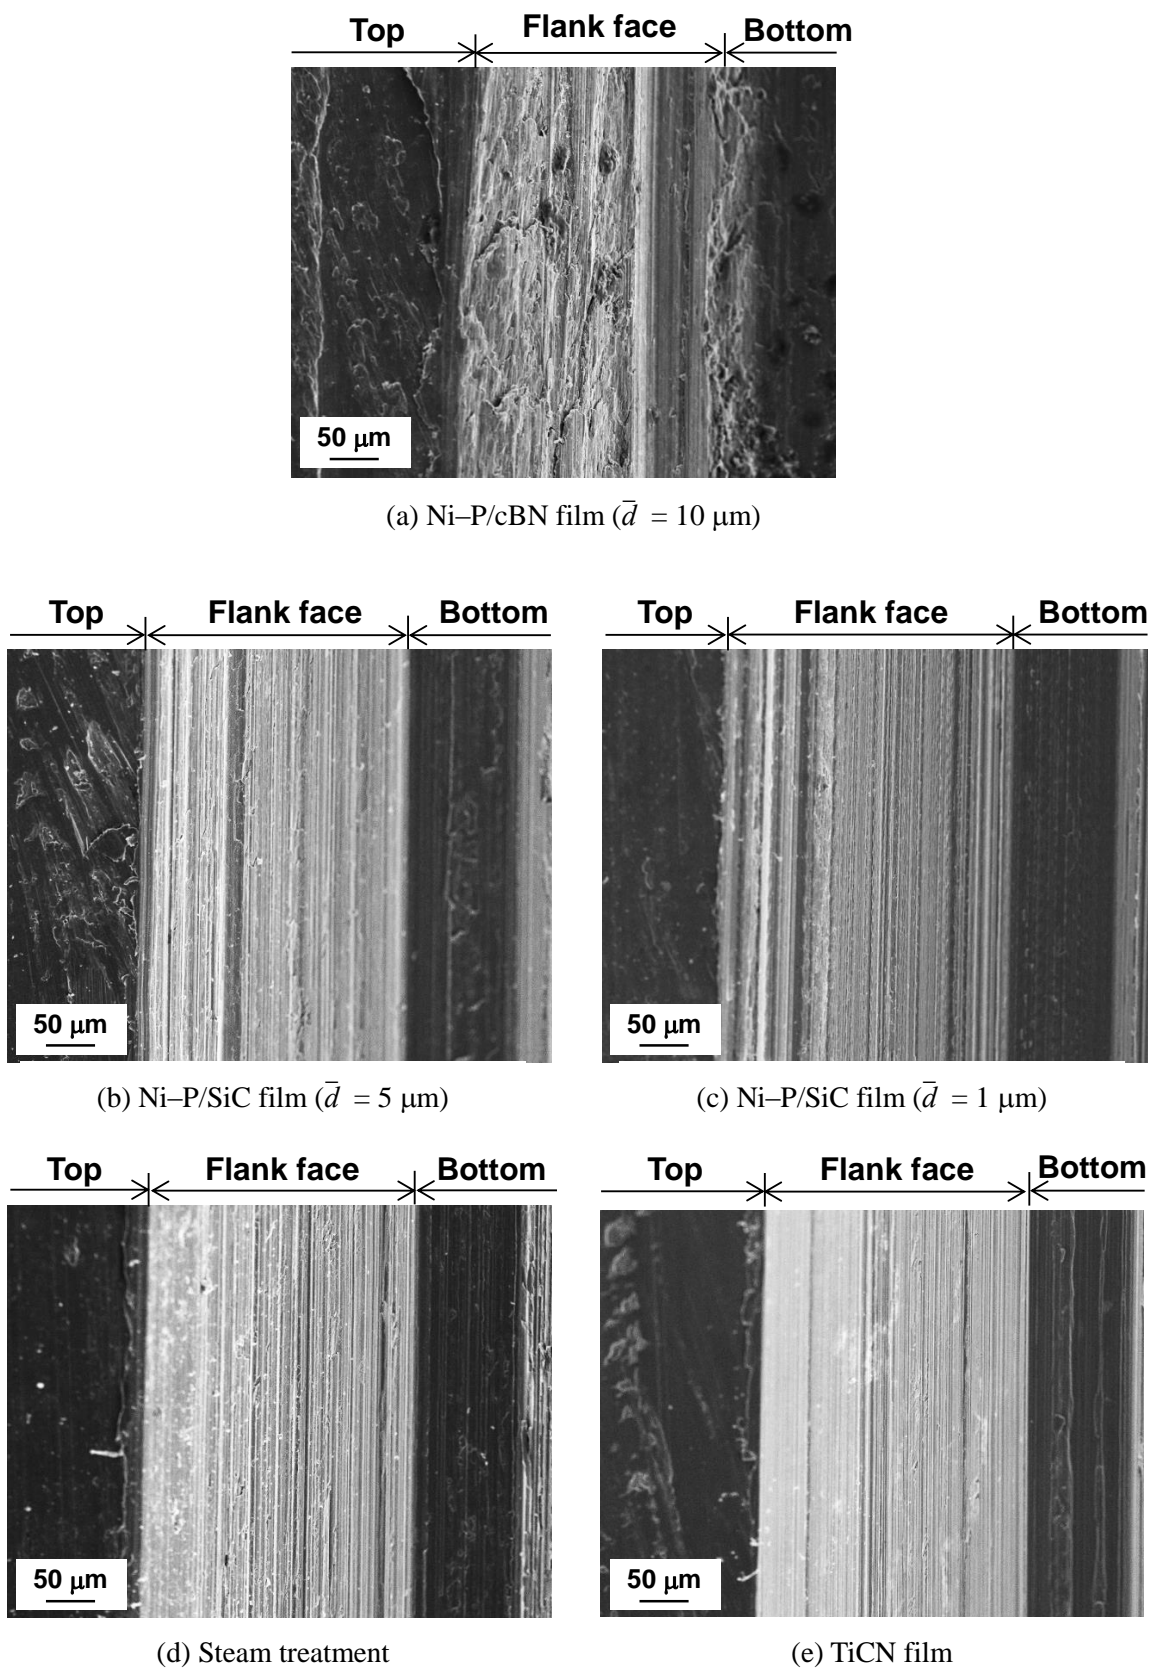 Top Flank face Bottom
50 μm
(a) Ni–P/cBN film (d̄ = 10 μm)
Top Flank face Bottom Top Flank face Bottom
50 μm 50 μm
(b) Ni–P/SiC film (d̄ = 5 μm) (c) Ni–P/SiC film (d̄ = 1 μm)
Top Flank face Bottom Top Flank face Bottom
50 μm 50 μm
(d) Steam treatment (e) TiCN film